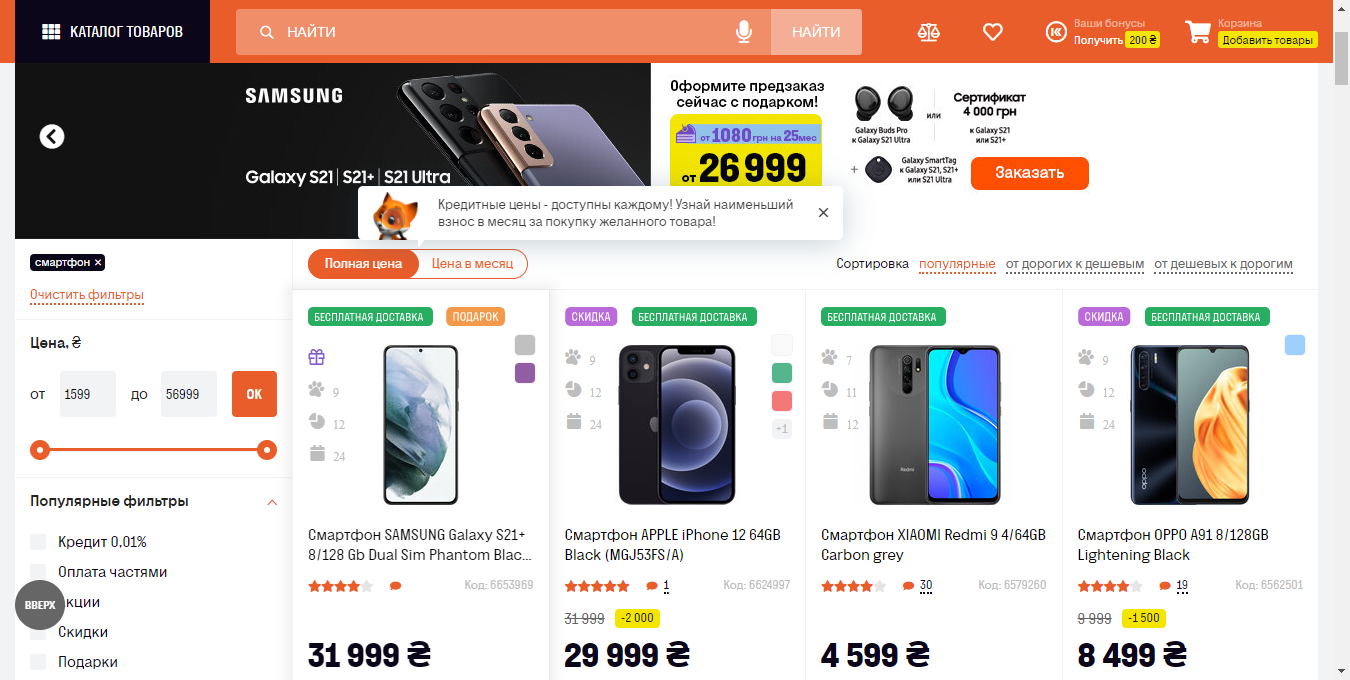 КАТАЛОГ ТОВАРОВ
НАЙТИ
НАЙТИ
Ваши бонусы
Получить 200 ₴
Корзина
Добавить товары
SAMSUNG
Galaxy S21 | S21+ | S21 Ultra
Оформите предзаказ
сейчас с подарком!
от 1080 грн на 25 мес
от 26 999
Galaxy Buds Pro
к Galaxy S21 Ultra
или
Сертификат
4 000 грн
к Galaxy S21
или S21+
+
Galaxy SmartTag
к Galaxy S21, S21+
или S21 Ultra
Заказать
Кредитные цены - доступны каждому! Узнай наименьший
взнос в месяц за покупку желанного товара!
смартфон ×
Очистить фильтры
Цена, ₴
от 1599 до 56999 ОК
Популярные фильтры
Кредит 0,01%
Оплата частями
кции
Скидки
Подарки
ВВЕРХ
Полная цена
Цена в месяц
Сортировка популярные от дорогих к дешевым от дешевых к дорогим
БЕСПЛАТНАЯ ДОСТАВКА ПОДАРОК
9
12
24
Смартфон SAMSUNG Galaxy S21+
8/128 Gb Dual Sim Phantom Blac...
Код: 6653969
31 999 ₴
СКИДКА БЕСПЛАТНАЯ ДОСТАВКА
9
12
24
+1
Смартфон APPLE iPhone 12 64GB
Black (MGJ53FS/A)
1 Код: 6624997
31 999 -2 000
29 999 ₴
БЕСПЛАТНАЯ ДОСТАВКА
7
11
12
Redmi
Смартфон XIAOMI Redmi 9 4/64GB
Carbon grey
30 Код: 6579260
4 599 ₴
СКИДКА БЕСПЛАТНАЯ ДОСТАВКА
9
12
24
oppo
Смартфон OPPO A91 8/128GB
Lightening Black
19 Код: 6562501
9 999 -1 500
8 499 ₴